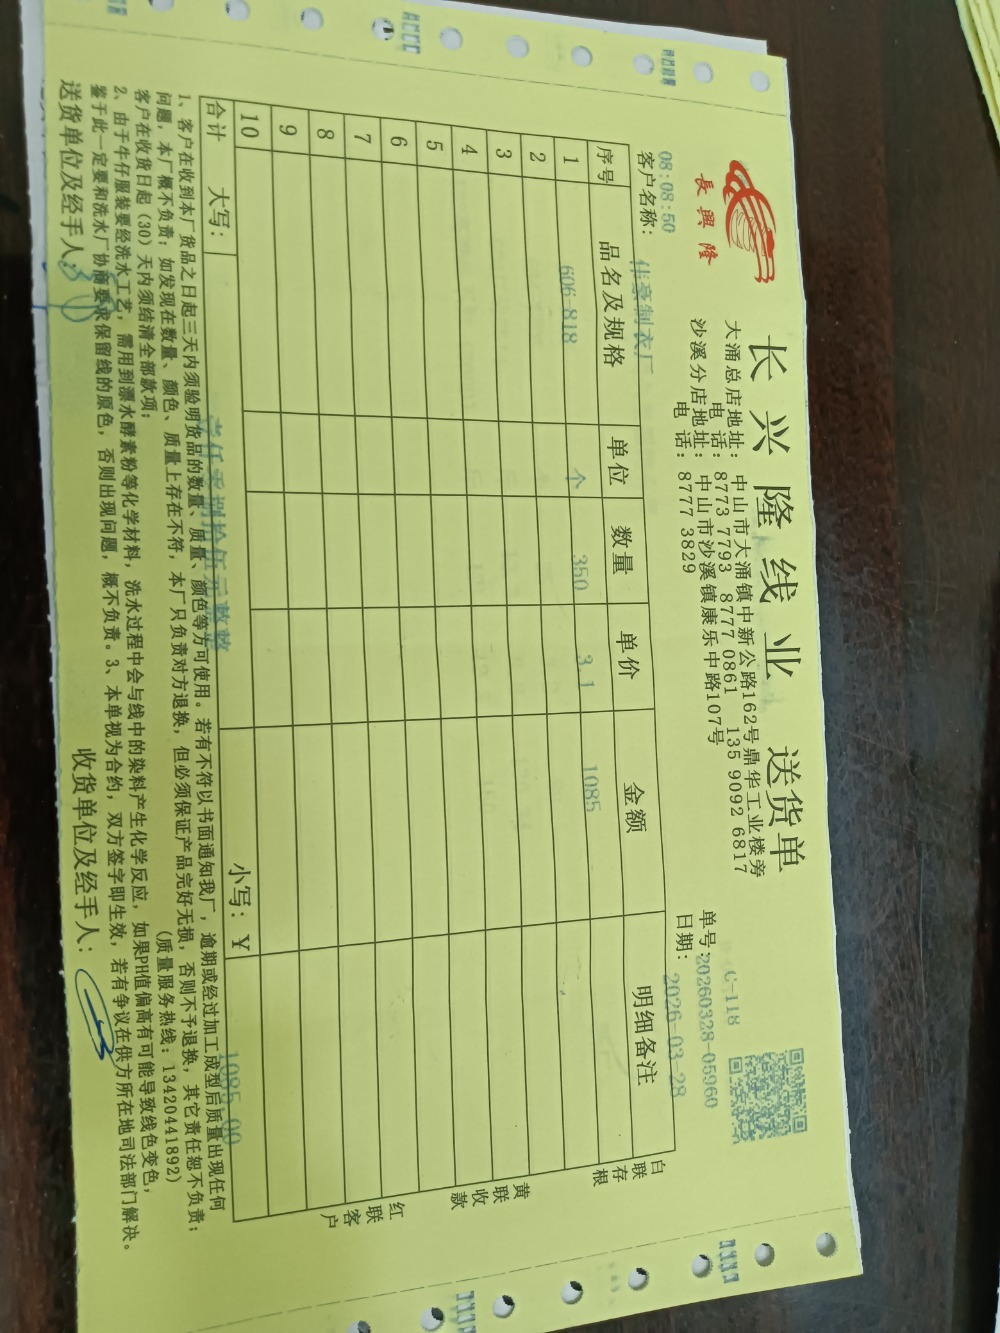 長興隆
长兴隆线业 送货单
大涌总店地址：中山市大涌镇中新公路162号鼎华工业楼旁
电 话：8773 7793 8777 0861 135 9092 6817
沙溪分店地址：中山市沙溪镇康乐中路107号
电 话：8777 3829
C-118
单号：20260328-05960
日期：2026-03-28
08:08:50
客户名称：佳豪制衣厂
序号 品名及规格 单位 数量 单价 金额 明细备注
1 606-818 个 350 3.1 1085
2
3
4
5
6
7
8
9
10
合计 大写：壹仟零捌拾伍元整 小写：￥ 1085.00
白联存根
黄联收款
红联客户
1、客户在收到本厂货品之日起三天内须验明货品的数量、质量、颜色等方可使用。若有不符以书面通知我厂，逾期或经过加工成型后质量出现任何
问题，本厂概不负责；如发现在数量、颜色、质量上存在不符，本厂只负责对方退换，但必须保证产品完好无损，否则不予退换，其它责任恕不负责；
客户在收货日起（30）天内须结清全部款项； （质量服务热线：13420441892）
2、由于牛仔服装要经洗水工艺，需用到漂水酵素粉等化学材料，洗水过程中会与线中的染料产生化学反应，如果PH值偏高有可能导致线色变色，
鉴于此一定要和洗水厂协商要求保留线的原色，否则出现问题，概不负责。3、本单视为合约，双方签字即生效，若有争议在供方所在地司法部门解决。
送货单位及经手人： 收货单位及经手人：